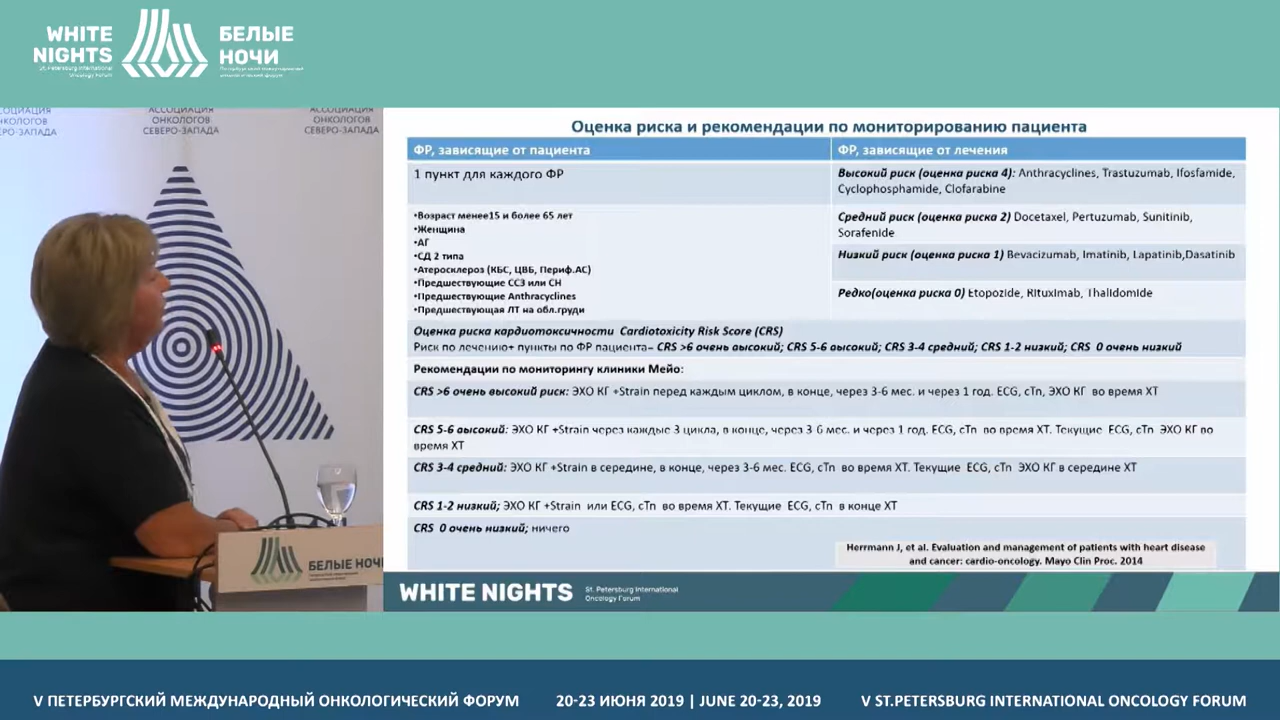 WHITE
NIGHTS
St. Petersburg International
Oncology Forum
БЕЛЫЕ
НОЧИ
Петербургский международный
онкологический форум
АССОЦИАЦИЯ
ОНКОЛОГОВ
СЕВЕРО-ЗАПАДА
АССОЦИАЦИЯ
ОНКОЛОГОВ
СЕВЕРО-ЗАПАДА
Оценка риска и рекомендации по мониторированию пациента
ФР, зависящие от пациента
ФР, зависящие от лечения
1 пункт для каждого ФР
Высокий риск (оценка риска 4): Anthracyclines, Trastuzumab, Ifosfamide,
Cyclophosphamide, Clofarabine
•Возраст менее15 и более 65 лет
•Женщина
•АГ
•СД 2 типа
•Атеросклероз (КБС, ЦВБ, Периф.АС)
•Предшествующие ССЗ или СН
•Предшествующие Anthracyclines
•Предшествующая ЛТ на обл.груди
Средний риск (оценка риска 2) Docetaxel, Pertuzumab, Sunitinib,
Sorafenide
Низкий риск (оценка риска 1) Bevacizumab, Imatinib, Lapatinib,Dasatinib
Редко(оценка риска 0) Etopozide, Rituximab, Thalidomide
Оценка риска кардиотоксичности Cardiotoxicity Risk Score (CRS)
Риск по лечению+ пункты по ФР пациента= CRS >6 очень высокий; CRS 5-6 высокий; CRS 3-4 средний; CRS 1-2 низкий; CRS 0 очень низкий
Рекомендации по мониторингу клиники Мейо:
CRS >6 очень высокий риск: ЭХО КГ +Strain перед каждым циклом, в конце, через 3-6 мес. и через 1 год. ECG, cTn, ЭХО КГ во время ХТ
CRS 5-6 высокий: ЭХО КГ +Strain через каждые 3 цикла, в конце, через 3-6 мес. и через 1 год. ECG, cTn во время ХТ. Текущие ECG, cTn ЭХО КГ во
время ХТ
CRS 3-4 средний: ЭХО КГ +Strain в середине, в конце, через 3-6 мес. ECG, cTn во время ХТ. Текущие ECG, cTn ЭХО КГ в середине ХТ
CRS 1-2 низкий; ЭХО КГ +Strain или ECG, cTn во время ХТ. Текущие ECG, cTn в конце ХТ
CRS 0 очень низкий; ничего
Herrmann J, et al. Evaluation and management of patients with heart disease
and cancer: cardio-oncology. Mayo Clin Proc. 2014
БЕЛЫЕ НОЧИ
WHITE NIGHTS
St. Petersburg International
Oncology Forum
V ПЕТЕРБУРГСКИЙ МЕЖДУНАРОДНЫЙ ОНКОЛОГИЧЕСКИЙ ФОРУМ
20-23 ИЮНЯ 2019 | JUNE 20-23, 2019
V ST.PETERSBURG INTERNATIONAL ONCOLOGY FORUM